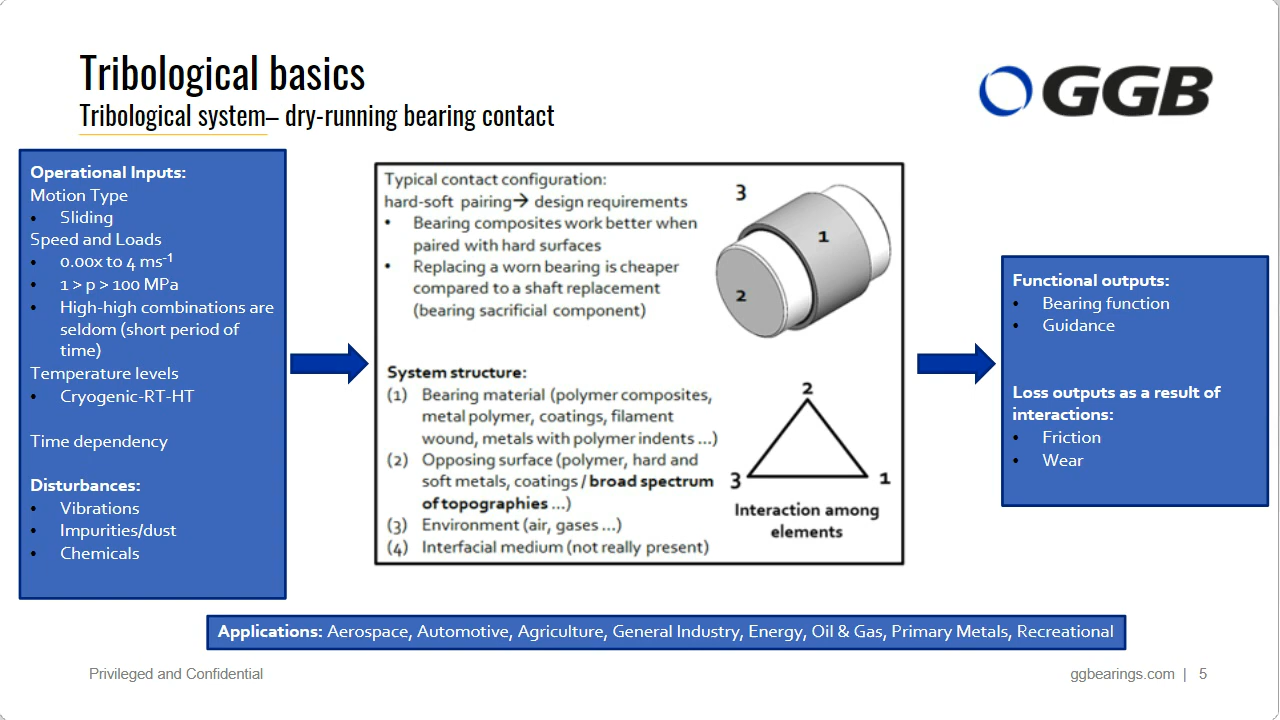 Tribological basics
Tribological system– dry-running bearing contact
GGB
Operational Inputs:
Motion Type
• Sliding
Speed and Loads
• 0.00x to 4 ms⁻¹
• 1 > p > 100 MPa
• High-high combinations are
seldom (short period of
time)
Temperature levels
• Cryogenic-RT-HT
Time dependency
Disturbances:
• Vibrations
• Impurities/dust
• Chemicals
Typical contact configuration:
hard-soft pairing→ design requirements
• Bearing composites work better when
paired with hard surfaces
• Replacing a worn bearing is cheaper
compared to a shaft replacement
(bearing sacrificial component)
3
1
2
System structure:
(1) Bearing material (polymer composites,
metal polymer, coatings, filament
wound, metals with polymer indents ...)
(2) Opposing surface (polymer, hard and
soft metals, coatings / broad spectrum
of topographies ...)
(3) Environment (air, gases ...)
(4) Interfacial medium (not really present)
2
3
1
Interaction among
elements
Functional outputs:
• Bearing function
• Guidance
Loss outputs as a result of
interactions:
• Friction
• Wear
Applications: Aerospace, Automotive, Agriculture, General Industry, Energy, Oil & Gas, Primary Metals, Recreational
Privileged and Confidential
ggbearings.com | 5